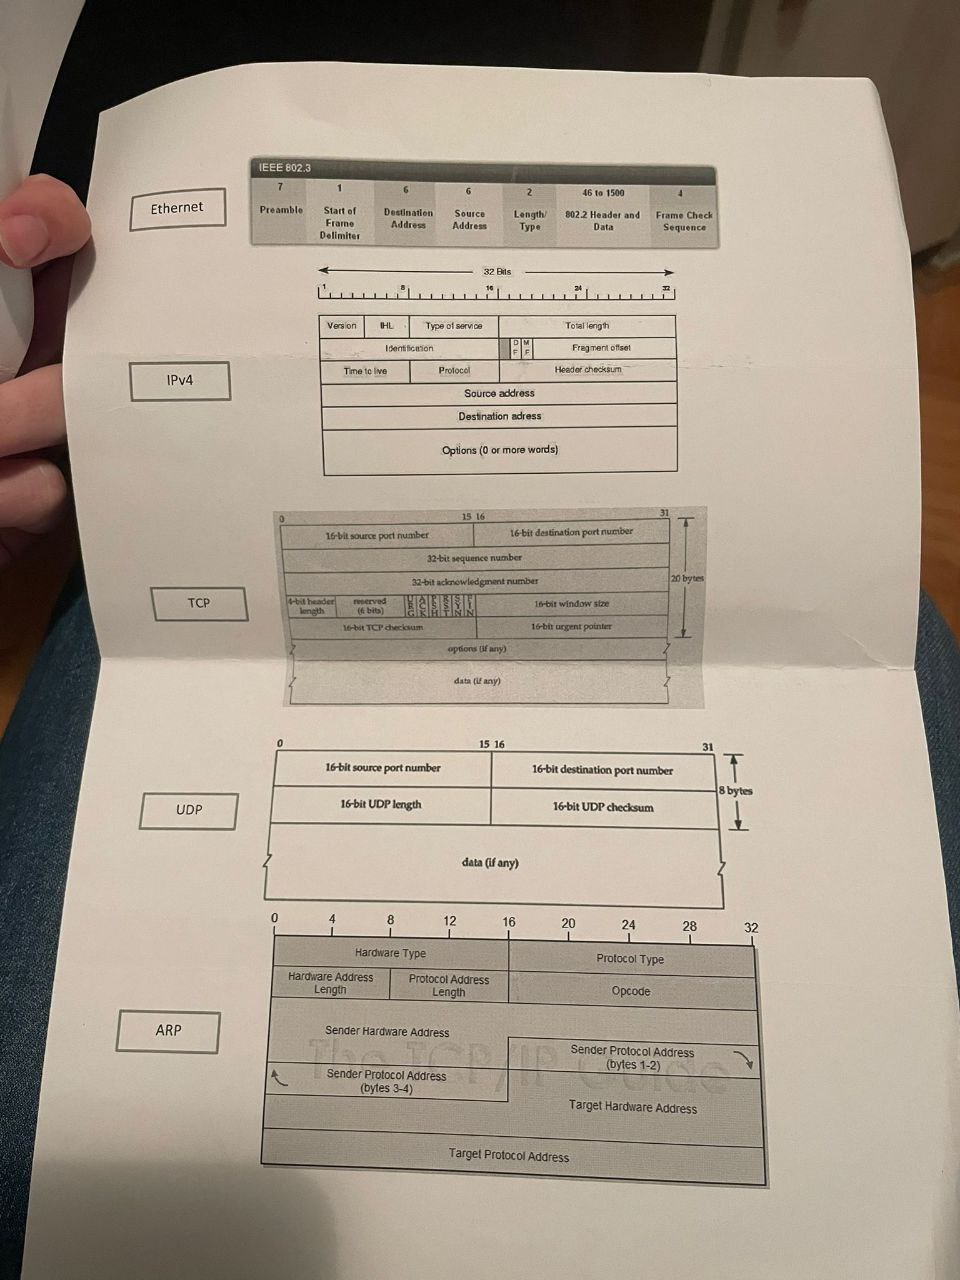 IEEE 802.3
7 1 6 6 2 46 to 1500 4
Preamble Start of Destination Source Length/ 802.2 Header and Frame Check
Frame Address Address Type Data Sequence
Delimiter
Ethernet
32 Bits
1 8 16 24 32
Version IHL Type of service Total length
Identification D F M F Fragment offset
Time to live Protocol Header checksum
IPv4
Source address
Destination adress
Options (0 or more words)
0 15 16 31
16-bit source port number 16-bit destination port number
32-bit sequence number
32-bit acknowledgment number
20 bytes
TCP
4-bit header reserved URG ACK PSH RST SYN FIN 16-bit window size
length (6 bits)
16-bit TCP checksum 16-bit urgent pointer
options (if any)
data (if any)
0 15 16 31
16-bit source port number 16-bit destination port number
8 bytes
UDP
16-bit UDP length 16-bit UDP checksum
data (if any)
0 4 8 12 16 20 24 28 32
Hardware Type Protocol Type
Hardware Address Protocol Address Opcode
Length Length
ARP
Sender Hardware Address
Sender Protocol Address
(bytes 1-2)
The TCP/IP Guide
Sender Protocol Address
(bytes 3-4)
Target Hardware Address
Target Protocol Address